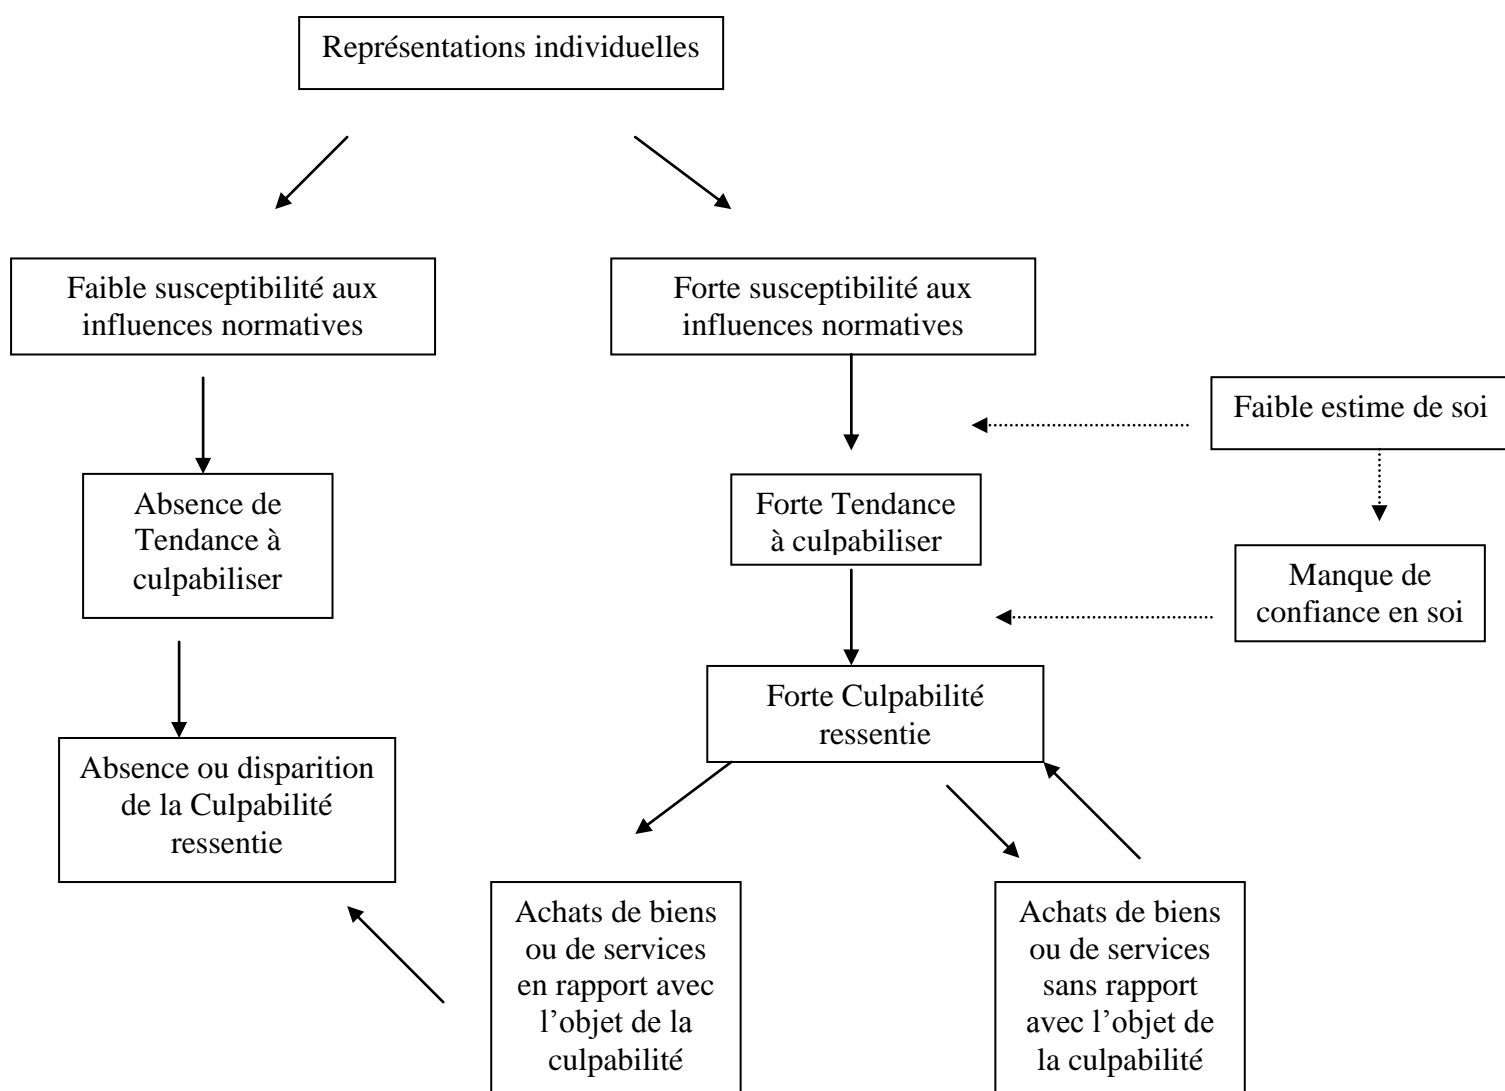 Représentations individuelles
Faible susceptibilité aux
influences normatives
Forte susceptibilité aux
influences normatives
Faible estime de soi
Absence de
Tendance à
culpabiliser
Forte Tendance
à culpabiliser
Manque de
confiance en soi
Forte Culpabilité
ressentie
Absence ou disparition
de la Culpabilité
ressentie
Achats de biens
ou de services
en rapport avec
l’objet de la
culpabilité
Achats de biens
ou de services
sans rapport
avec l’objet de
la culpabilité